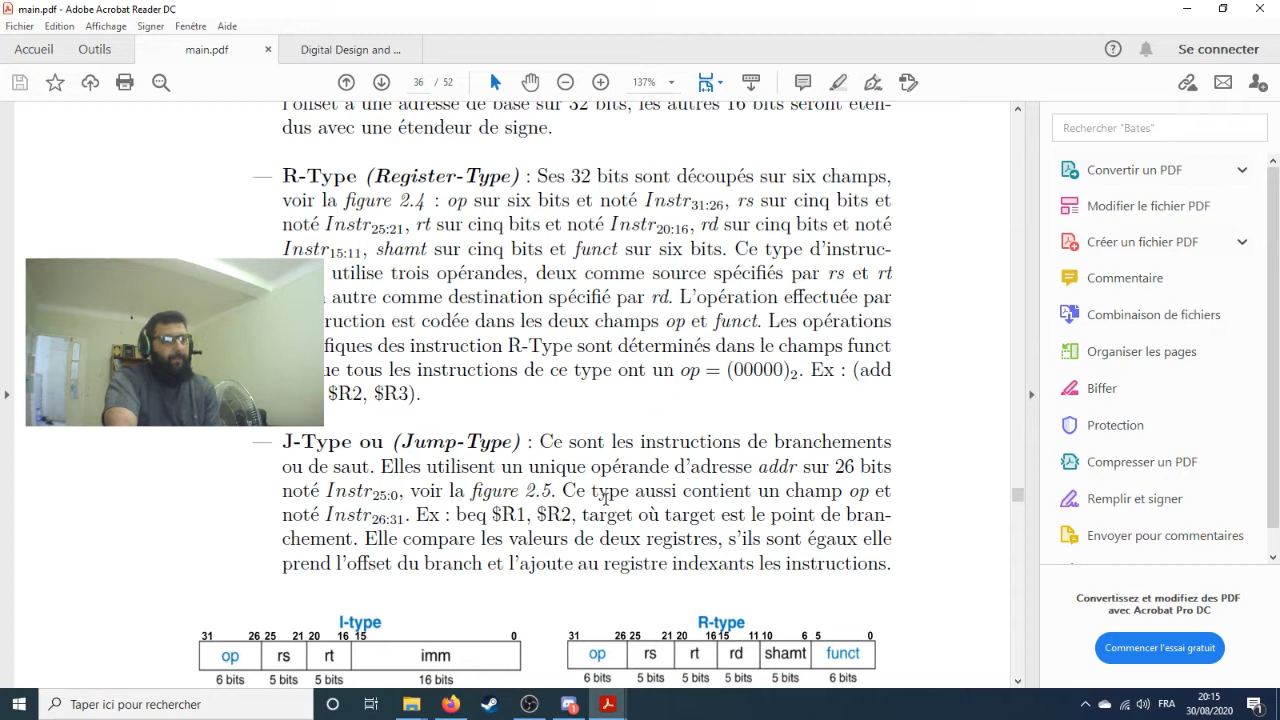 main.pdf - Adobe Acrobat Reader DC
Fichier Edition Affichage Signer Fenêtre Aide
Accueil Outils main.pdf × Digital Design and ... ? Se connecter
36 / 52 137%
l'offset à une adresse de base sur 32 bits, les autres 16 bits seront éten-
dus avec une étendeur de signe.
— R-Type (Register-Type) : Ses 32 bits sont découpés sur six champs,
voir la figure 2.4 : op sur six bits et noté Instr31:26, rs sur cinq bits et
noté Instr25:21, rt sur cinq bits et noté Instr20:16, rd sur cinq bits et noté
Instr15:11, shamt sur cinq bits et funct sur six bits. Ce type d'instruc-
utilise trois opérandes, deux comme source spécifiés par rs et rt
autre comme destination spécifié par rd. L'opération effectuée par
ruction est codée dans les deux champs op et funct. Les opérations
fiques des instruction R-Type sont déterminés dans le champs funct
que tous les instructions de ce type ont un op = (00000)2. Ex : (add
$R2, $R3).
— J-Type ou (Jump-Type) : Ce sont les instructions de branchements
ou de saut. Elles utilisent un unique opérande d'adresse addr sur 26 bits
noté Instr25:0, voir la figure 2.5. Ce type aussi contient un champ op et
noté Instr26:31. Ex : beq $R1, $R2, target où target est le point de bran-
chement. Elle compare les valeurs de deux registres, s'ils sont égaux elle
prend l'offset du branch et l'ajoute au registre indexants les instructions.
I-type
31 26 25 21 20 16 15 0
op rs rt imm
6 bits 5 bits 5 bits 16 bits
R-type
31 26 25 21 20 16 15 11 10 6 5 0
op rs rt rd shamt funct
6 bits 5 bits 5 bits 5 bits 5 bits 6 bits
Rechercher "Bates"
Convertir un PDF
Modifier le fichier PDF
Créer un fichier PDF
Commentaire
Combinaison de fichiers
Organiser les pages
Biffer
Protection
Compresser un PDF
Remplir et signer
Envoyer pour commentaires
Convertissez et modifiez des PDF
avec Acrobat Pro DC
Commencer l'essai gratuit
Taper ici pour rechercher
FRA
20:15
30/08/2020